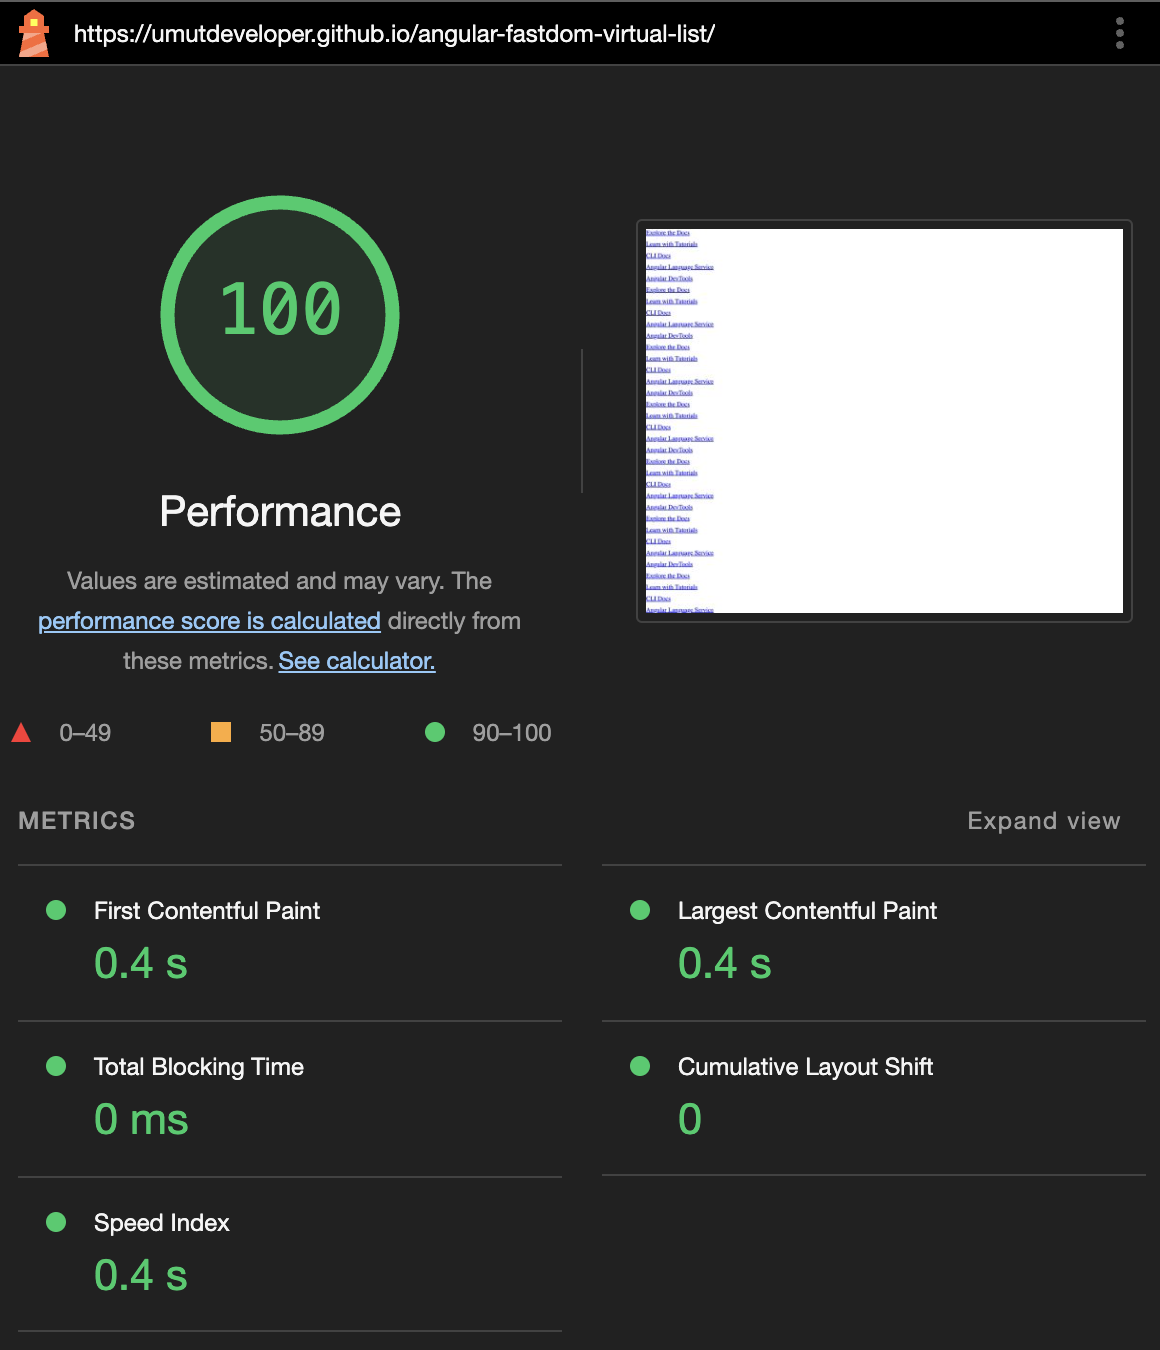 https://umutdeveloper.github.io/angular-fastdom-virtual-list/
100
Performance
Values are estimated and may vary. The
performance score is calculated directly from
these metrics. See calculator.
0–49
50–89
90–100
Explore the Docs
Learn with Tutorials
CLI Docs
Angular Language Service
Angular DevTools
Explore the Docs
Learn with Tutorials
CLI Docs
Angular Language Service
Angular DevTools
Explore the Docs
Learn with Tutorials
CLI Docs
Angular Language Service
Angular DevTools
Explore the Docs
Learn with Tutorials
CLI Docs
Angular Language Service
Angular DevTools
Explore the Docs
Learn with Tutorials
CLI Docs
Angular Language Service
Angular DevTools
Explore the Docs
Learn with Tutorials
CLI Docs
Angular Language Service
Angular DevTools
Explore the Docs
Learn with Tutorials
CLI Docs
Angular Language Service
METRICS
Expand view
First Contentful Paint
0.4 s
Largest Contentful Paint
0.4 s
Total Blocking Time
0 ms
Cumulative Layout Shift
0
Speed Index
0.4 s